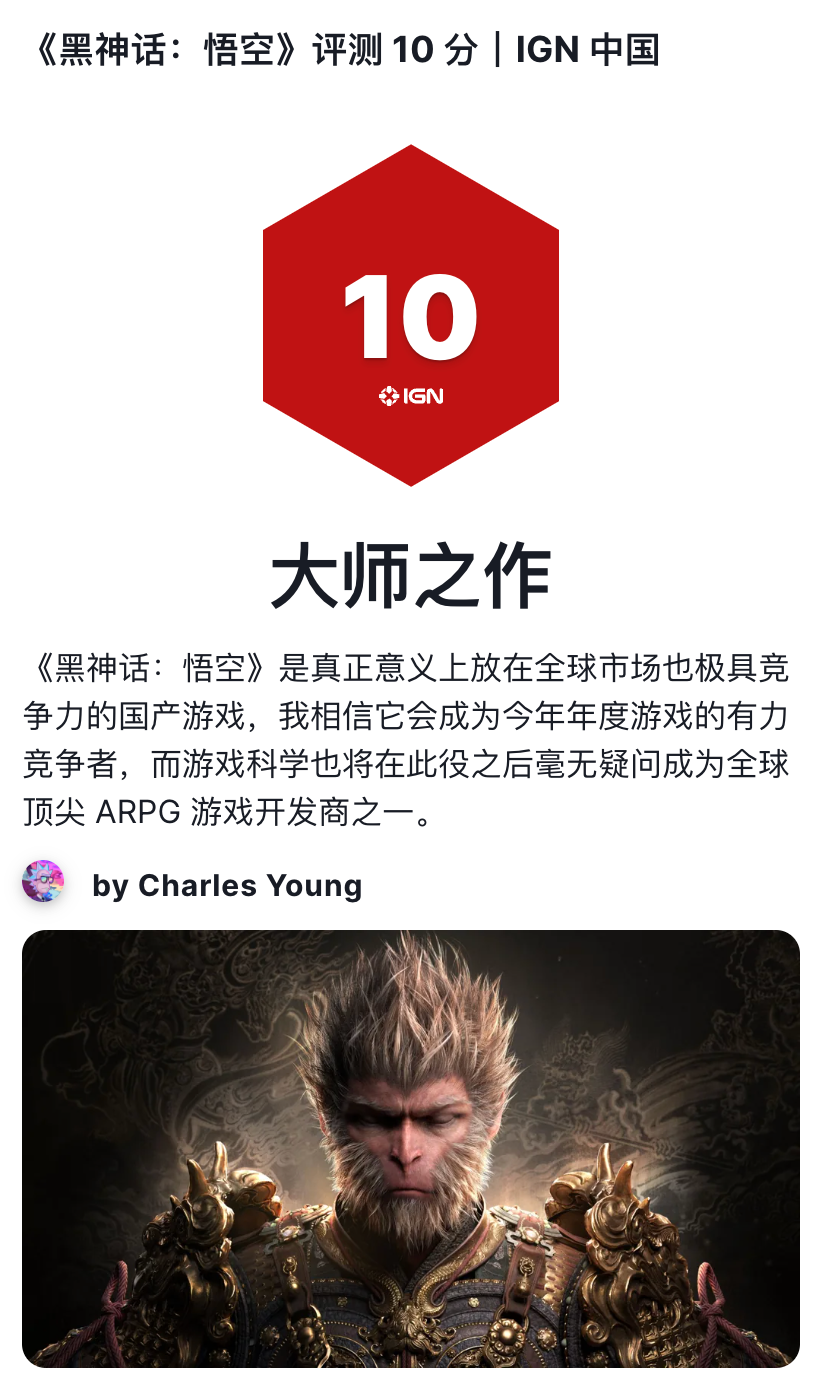 《黑神话：悟空》评测 10 分｜IGN 中国
10
IGN
大师之作
《黑神话：悟空》是真正意义上放在全球市场也极具竞
争力的国产游戏，我相信它会成为今年年度游戏的有力
竞争者，而游戏科学也将在此役之后毫无疑问成为全球
顶尖 ARPG 游戏开发商之一。
by Charles Young